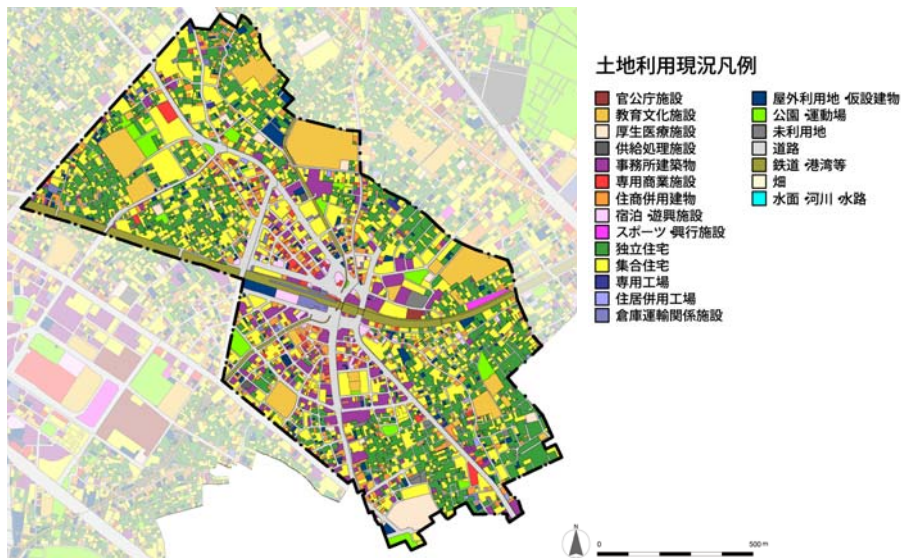 土地利用現況凡例
官公庁施設
教育文化施設
厚生医療施設
供給処理施設
事務所建築物
専用商業施設
住商併用建物
宿泊・遊興施設
スポーツ・興行施設
独立住宅
集合住宅
専用工場
住居併用工場
倉庫運輸関係施設
屋外利用地・仮設建物
公園・運動場
未利用地
道路
鉄道・港湾等
畑
水面・河川・水路
N
0 500 m